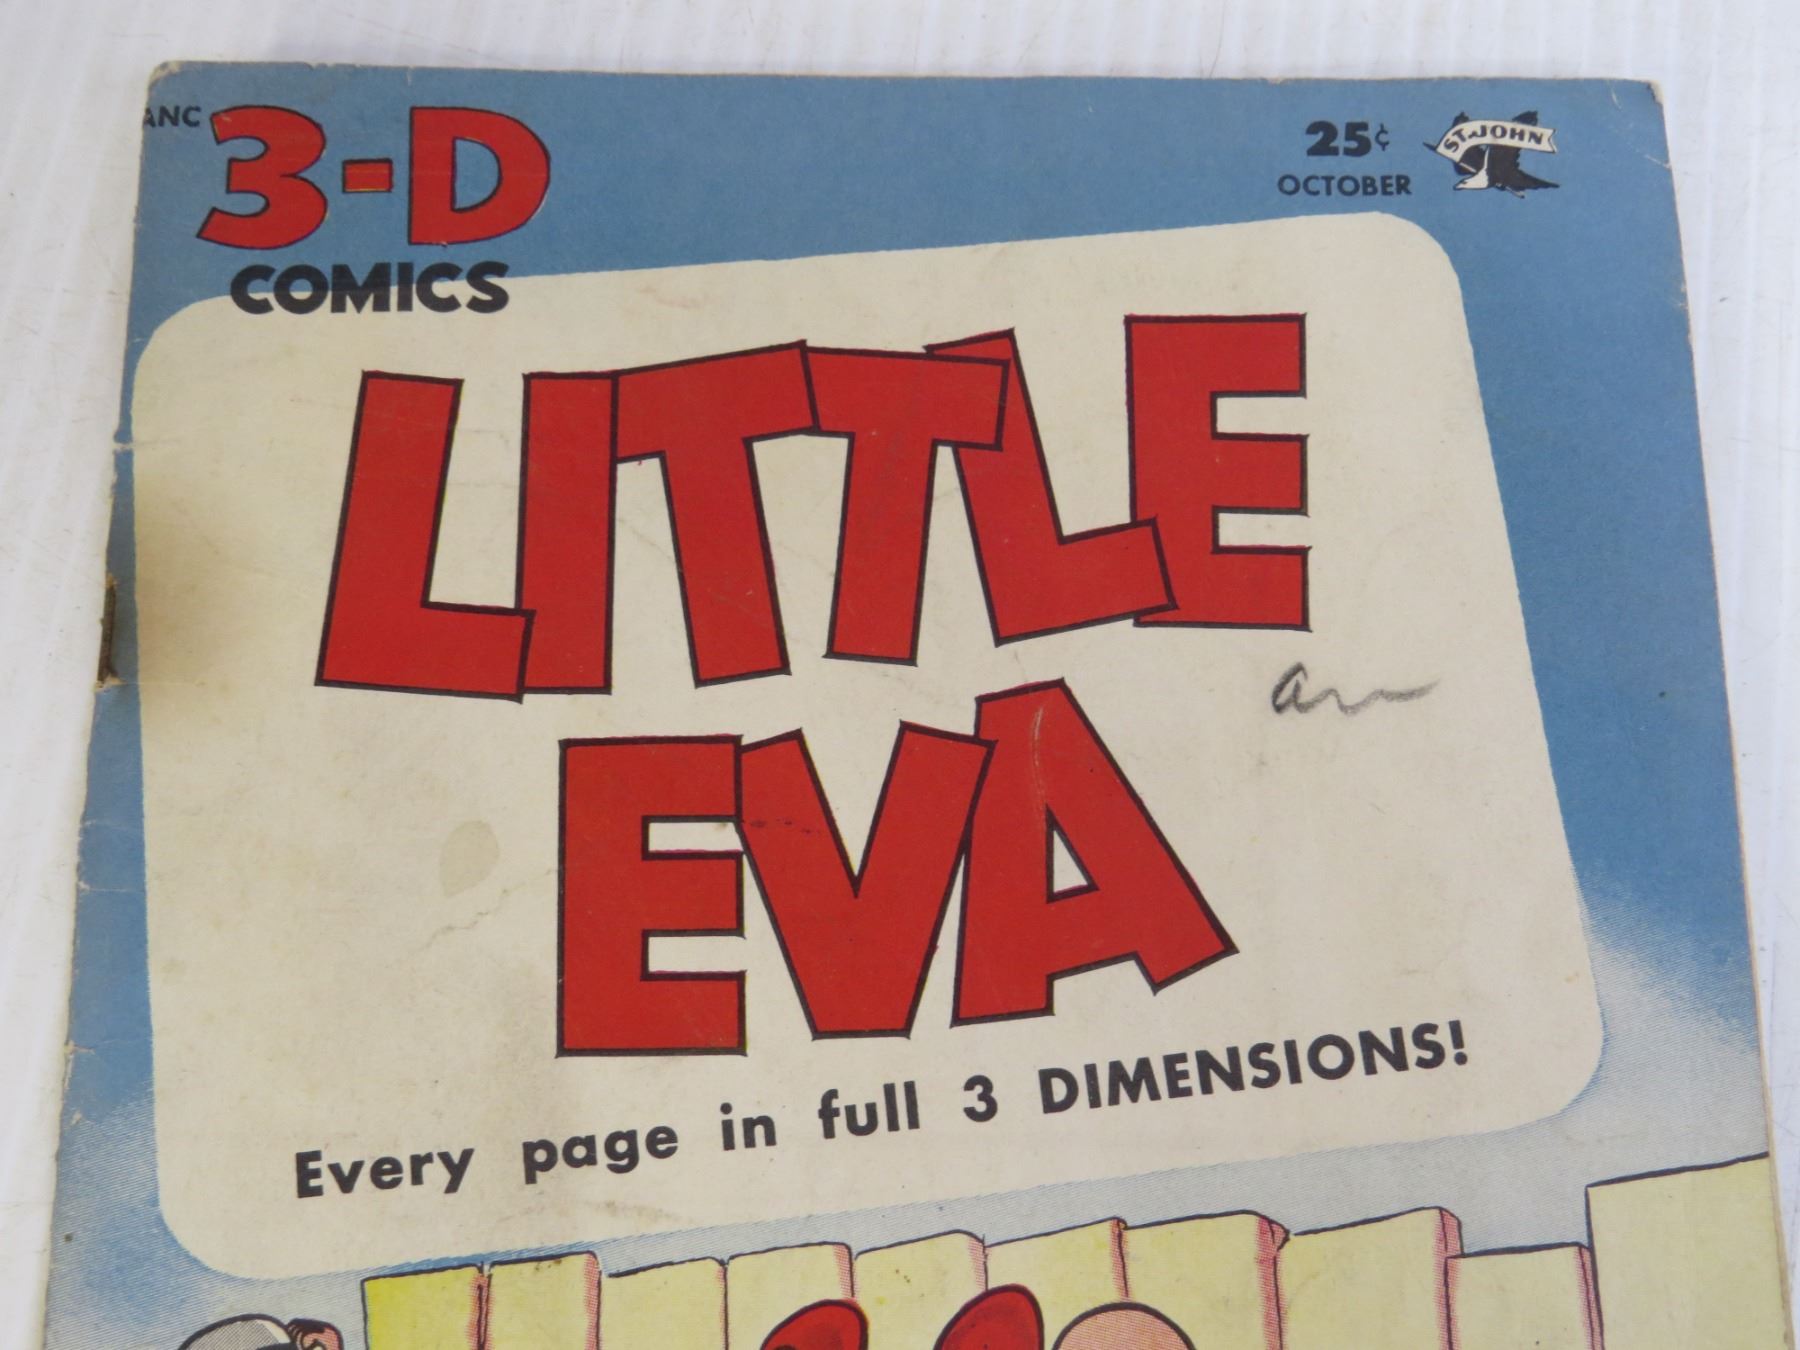 ANC
3-D
COMICS
25¢
OCTOBER
ST. JOHN
LITTLE
EVA
Every page in full 3 DIMENSIONS!